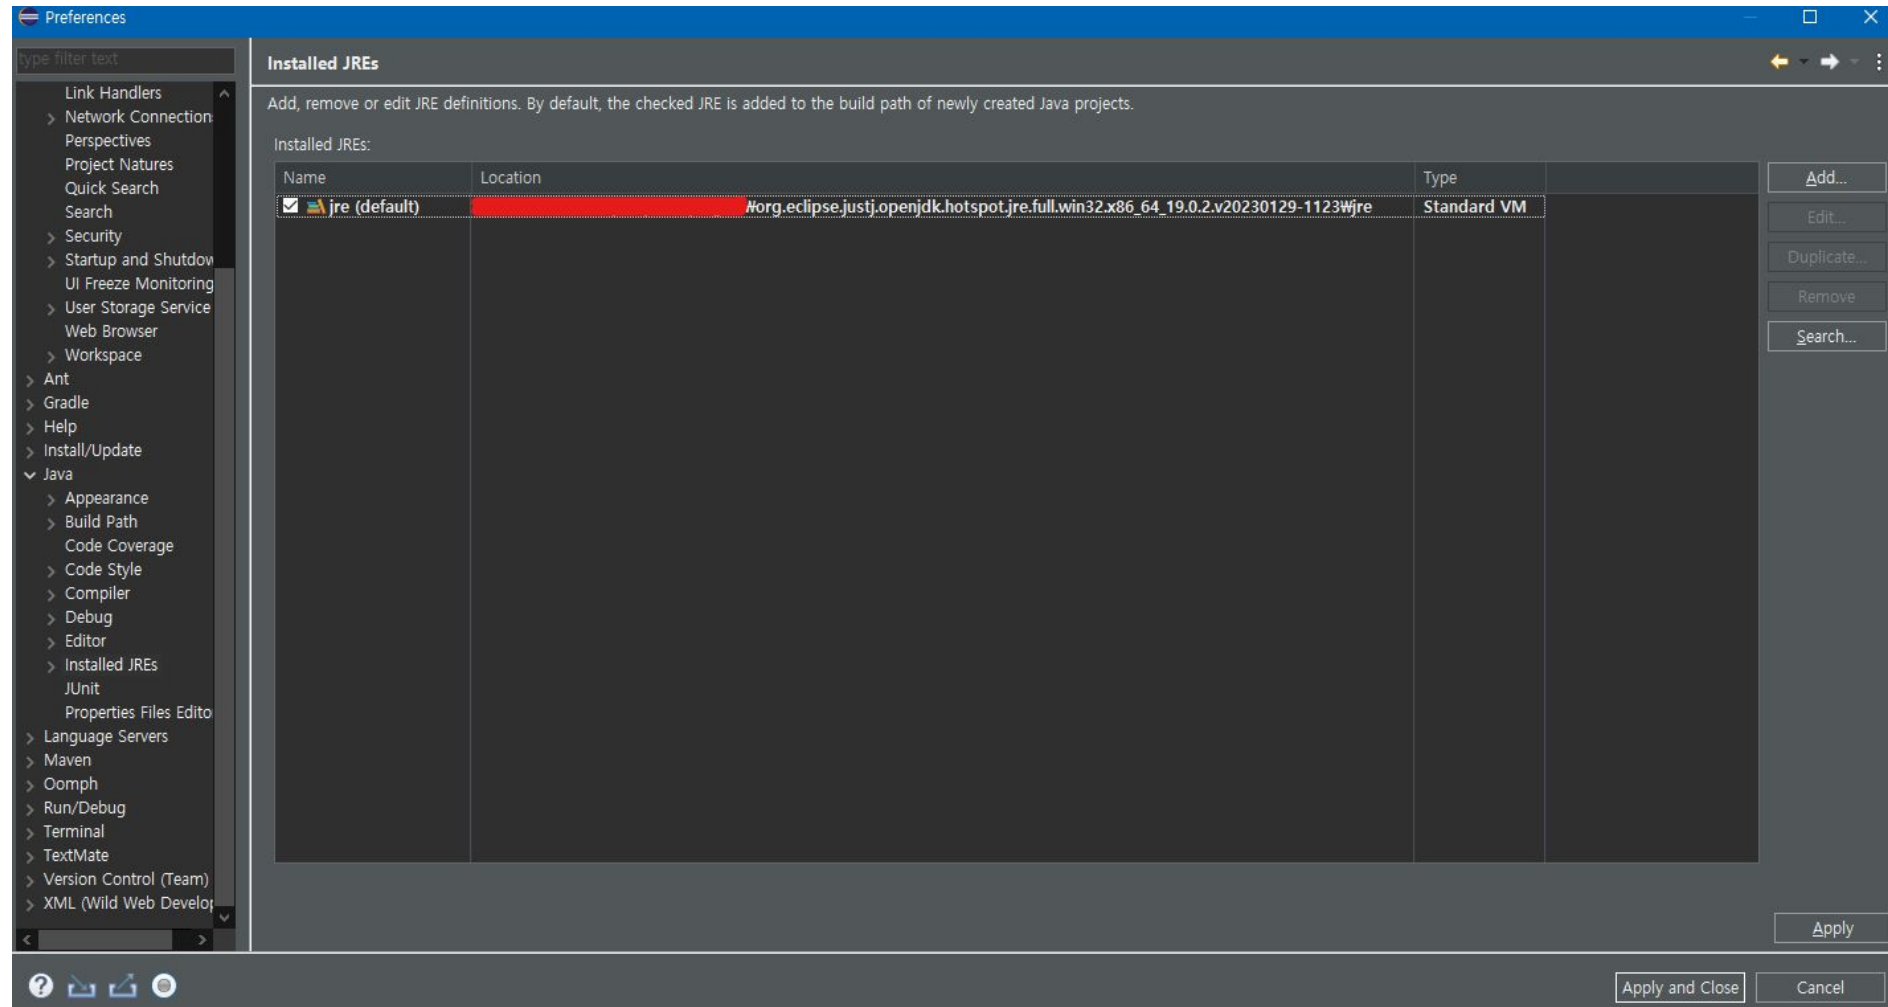 Preferences
type filter text
Link Handlers
Network Connection
Perspectives
Project Natures
Quick Search
Search
Security
Startup and Shutdow
UI Freeze Monitoring
User Storage Service
Web Browser
Workspace
Ant
Gradle
Help
Install/Update
Java
Appearance
Build Path
Code Coverage
Code Style
Compiler
Debug
Editor
Installed JREs
JUnit
Properties Files Edito
Language Servers
Maven
Oomph
Run/Debug
Terminal
TextMate
Version Control (Team)
XML (Wild Web Develop
Installed JREs
Add, remove or edit JRE definitions. By default, the checked JRE is added to the build path of newly created Java projects.
Installed JREs:
Name Location Type
jre (default) ₩org.eclipse.justj.openjdk.hotspot.jre.full.win32.x86_64_19.0.2.v20230129-1123₩jre Standard VM
Add...
Edit...
Duplicate...
Remove
Search...
Apply
Apply and Close Cancel